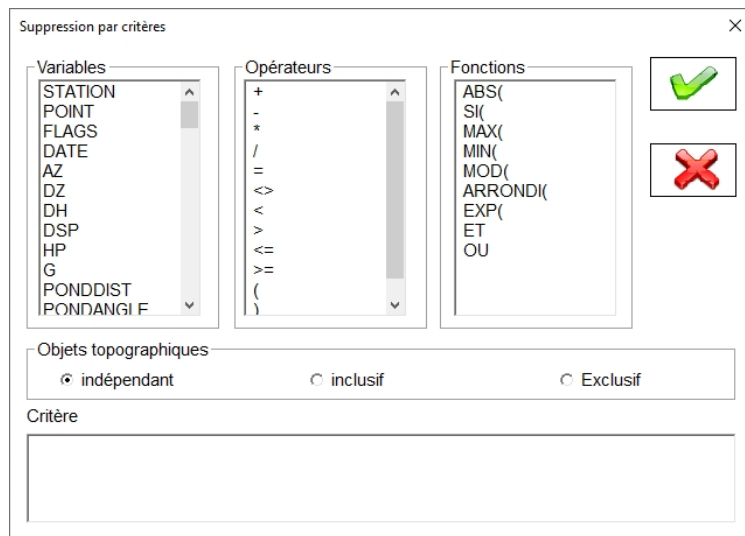 Suppression par critères
Variables
STATION
POINT
FLAGS
DATE
AZ
DZ
DH
DSP
HP
G
PONDDIST
PONDANGLE
Opérateurs
+
-
*
/
=
<>
<
>
<=
>=
(
)
Fonctions
ABS(
SI(
MAX(
MIN(
MOD(
ARRONDI(
EXP(
ET
OU
Objets topographiques
indépendant inclusif Exclusif
Critère